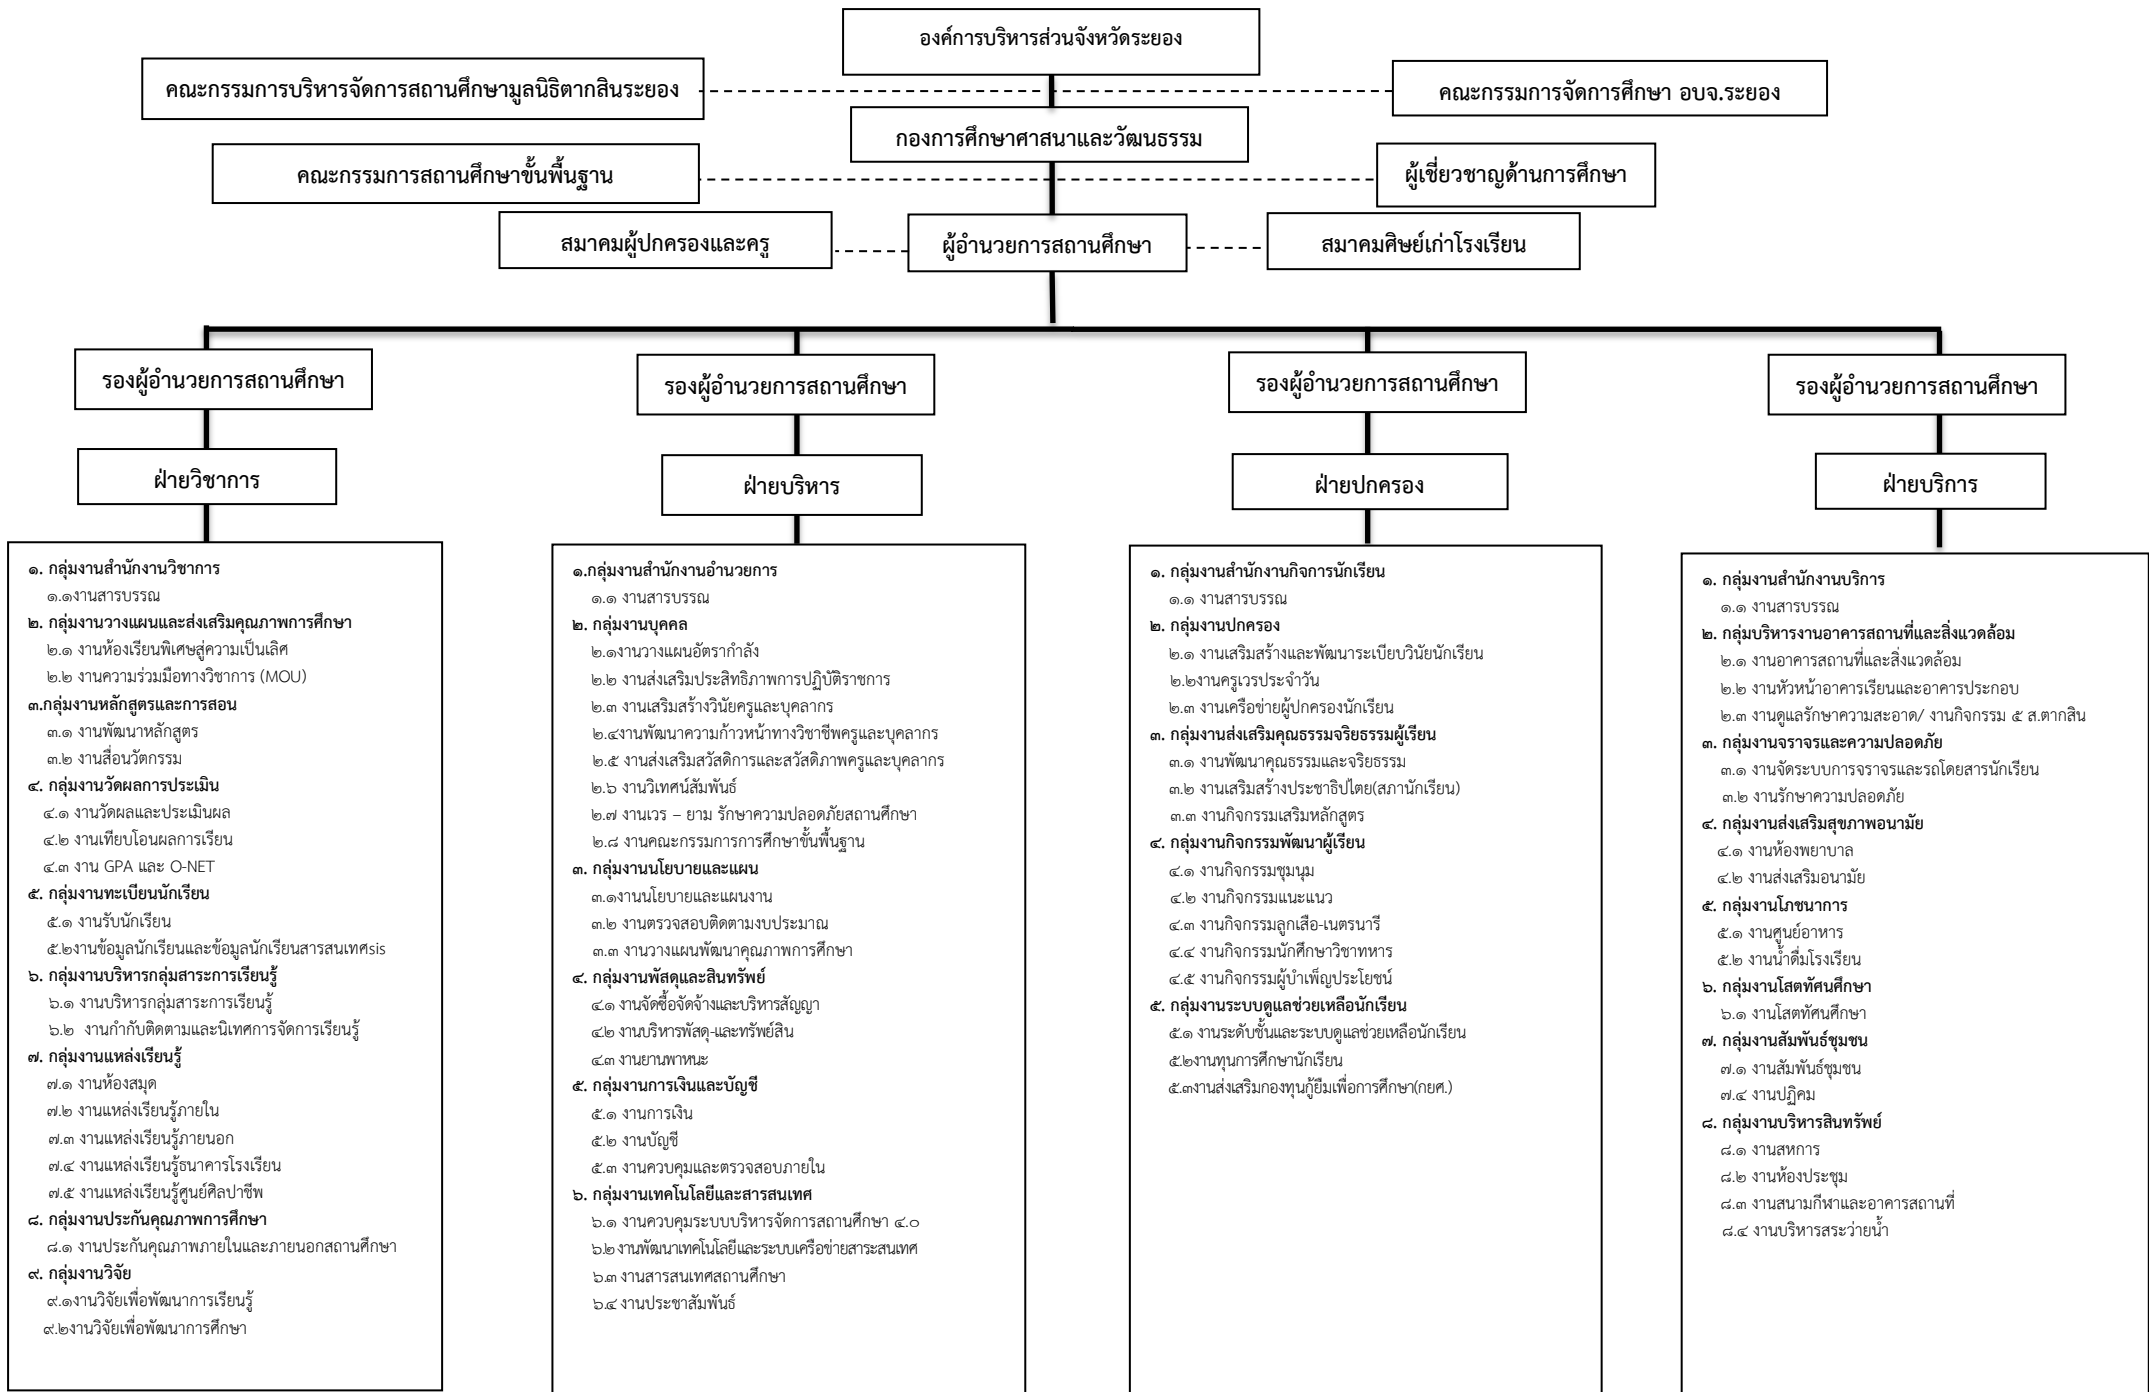 องค์การบริหารส่วนจังหวัดระยอง
คณะกรรมการบริหารจัดการสถานศึกษามูลนิธิตากสินระยอง
คณะกรรมการจัดการศึกษา อบจ.ระยอง
กองการศึกษาศาสนาและวัฒนธรรม
คณะกรรมการสถานศึกษาขั้นพื้นฐาน
ผู้เชี่ยวชาญด้านการศึกษา
สมาคมผู้ปกครองและครู
ผู้อำนวยการสถานศึกษา
สมาคมศิษย์เก่าโรงเรียน
รองผู้อำนวยการสถานศึกษา
รองผู้อำนวยการสถานศึกษา
รองผู้อำนวยการสถานศึกษา
รองผู้อำนวยการสถานศึกษา
ฝ่ายวิชาการ
ฝ่ายบริหาร
ฝ่ายปกครอง
ฝ่ายบริการ
๑. กลุ่มงานสำนักงานวิชาการ
๑.๑งานสารบรรณ
๒. กลุ่มงานวางแผนและส่งเสริมคุณภาพการศึกษา
๒.๑ งานห้องเรียนพิเศษสู่ความเป็นเลิศ
๒.๒ งานความร่วมมือทางวิชาการ (MOU)
๓.กลุ่มงานหลักสูตรและการสอน
๓.๑ งานพัฒนาหลักสูตร
๓.๒ งานสื่อนวัตกรรม
๔. กลุ่มงานวัดผลการประเมิน
๔.๑ งานวัดผลและประเมินผล
๔.๒ งานเทียบโอนผลการเรียน
๔.๓ งาน GPA และ O-NET
๕. กลุ่มงานทะเบียนนักเรียน
๕.๑ งานรับนักเรียน
๕.๒งานข้อมูลนักเรียนและข้อมูลนักเรียนสารสนเทศsis
๖. กลุ่มงานบริหารกลุ่มสาระการเรียนรู้
๖.๑ งานบริหารกลุ่มสาระการเรียนรู้
๖.๒ งานกำกับติดตามและนิเทศการจัดการเรียนรู้
๗. กลุ่มงานแหล่งเรียนรู้
๗.๑ งานห้องสมุด
๗.๒ งานแหล่งเรียนรู้ภายใน
๗.๓ งานแหล่งเรียนรู้ภายนอก
๗.๔ งานแหล่งเรียนรู้ธนาคารโรงเรียน
๗.๕ งานแหล่งเรียนรู้ศูนย์ศิลปาชีพ
๘. กลุ่มงานประกันคุณภาพการศึกษา
๘.๑ งานประกันคุณภาพภายในและภายนอกสถานศึกษา
๙. กลุ่มงานวิจัย
๙.๑งานวิจัยเพื่อพัฒนาการเรียนรู้
๙.๒งานวิจัยเพื่อพัฒนาการศึกษา
๑.กลุ่มงานสำนักงานอำนวยการ
๑.๑ งานสารบรรณ
๒. กลุ่มงานบุคคล
๒.๑งานวางแผนอัตรากำลัง
๒.๒ งานส่งเสริมประสิทธิภาพการปฏิบัติราชการ
๒.๓ งานเสริมสร้างวินัยครูและบุคลากร
๒.๔งานพัฒนาความก้าวหน้าทางวิชาชีพครูและบุคลากร
๒.๕ งานส่งเสริมสวัสดิการและสวัสดิภาพครูและบุคลากร
๒.๖ งานวิเทศน์สัมพันธ์
๒.๗ งานเวร – ยาม รักษาความปลอดภัยสถานศึกษา
๒.๘ งานคณะกรรมการการศึกษาขั้นพื้นฐาน
๓. กลุ่มงานนโยบายและแผน
๓.๑งานนโยบายและแผนงาน
๓.๒ งานตรวจสอบติดตามงบประมาณ
๓.๓ งานวางแผนพัฒนาคุณภาพการศึกษา
๔. กลุ่มงานพัสดุและสินทรัพย์
๔.๑ งานจัดซื้อจัดจ้างและบริหารสัญญา
๔.๒ งานบริหารพัสดุ-และทรัพย์สิน
๔.๓ งานยานพาหนะ
๕. กลุ่มงานการเงินและบัญชี
๕.๑ งานการเงิน
๕.๒ งานบัญชี
๕.๓ งานควบคุมและตรวจสอบภายใน
๖. กลุ่มงานเทคโนโลยีและสารสนเทศ
๖.๑ งานควบคุมระบบบริหารจัดการสถานศึกษา ๔.๐
๖.๒ งานพัฒนาเทคโนโลยีและระบบเครือข่ายสาระสนเทศ
๖.๓ งานสารสนเทศสถานศึกษา
๖.๔ งานประชาสัมพันธ์
๑. กลุ่มงานสำนักงานกิจการนักเรียน
๑.๑ งานสารบรรณ
๒. กลุ่มงานปกครอง
๒.๑ งานเสริมสร้างและพัฒนาระเบียบวินัยนักเรียน
๒.๒งานครูเวรประจำวัน
๒.๓ งานเครือข่ายผู้ปกครองนักเรียน
๓. กลุ่มงานส่งเสริมคุณธรรมจริยธรรมผู้เรียน
๓.๑ งานพัฒนาคุณธรรมและจริยธรรม
๓.๒ งานเสริมสร้างประชาธิปไตย(สภานักเรียน)
๓.๓ งานกิจกรรมเสริมหลักสูตร
๔. กลุ่มงานกิจกรรมพัฒนาผู้เรียน
๔.๑ งานกิจกรรมชุมนุม
๔.๒ งานกิจกรรมแนะแนว
๔.๓ งานกิจกรรมลูกเสือ-เนตรนารี
๔.๔ งานกิจกรรมนักศึกษาวิชาทหาร
๔.๕ งานกิจกรรมผู้บำเพ็ญประโยชน์
๕. กลุ่มงานระบบดูแลช่วยเหลือนักเรียน
๕.๑ งานระดับชั้นและระบบดูแลช่วยเหลือนักเรียน
๕.๒งานทุนการศึกษานักเรียน
๕.๓งานส่งเสริมกองทุนกู้ยืมเพื่อการศึกษา(กยศ.)
๑. กลุ่มงานสำนักงานบริการ
๑.๑ งานสารบรรณ
๒. กลุ่มบริหารงานอาคารสถานที่และสิ่งแวดล้อม
๒.๑ งานอาคารสถานที่และสิ่งแวดล้อม
๒.๒ งานหัวหน้าอาคารเรียนและอาคารประกอบ
๒.๓ งานดูแลรักษาความสะอาด/ งานกิจกรรม ๕ ส.ตากสิน
๓. กลุ่มงานจราจรและความปลอดภัย
๓.๑ งานจัดระบบการจราจรและรถโดยสารนักเรียน
๓.๒ งานรักษาความปลอดภัย
๔. กลุ่มงานส่งเสริมสุขภาพอนามัย
๔.๑ งานห้องพยาบาล
๔.๒ งานส่งเสริมอนามัย
๕. กลุ่มงานโภชนาการ
๕.๑ งานศูนย์อาหาร
๕.๒ งานน้ำดื่มโรงเรียน
๖. กลุ่มงานโสตทัศนศึกษา
๖.๑ งานโสตทัศนศึกษา
๗. กลุ่มงานสัมพันธ์ชุมชน
๗.๑ งานสัมพันธ์ชุมชน
๗.๔ งานปฏิคม
๘. กลุ่มงานบริหารสินทรัพย์
๘.๑ งานสหการ
๘.๒ งานห้องประชุม
๘.๓ งานสนามกีฬาและอาคารสถานที่
๘.๔ งานบริหารสระว่ายน้ำ